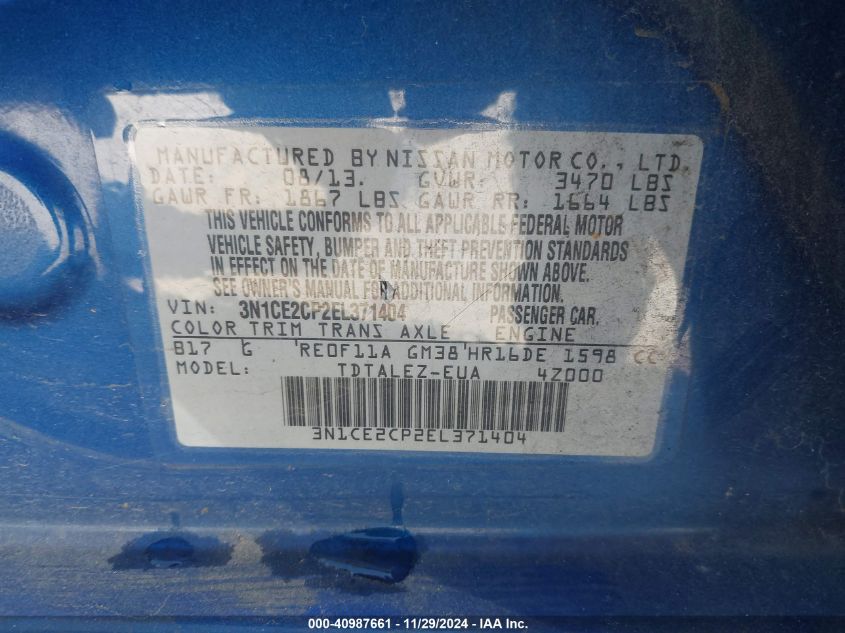 MANUFACTURED BY NISSAN MOTOR CO., LTD.
DATE: 08/13. GVWR: 3470 LBS
GAWR FR: 1867 LBS GAWR RR: 1664 LBS
THIS VEHICLE CONFORMS TO ALL APPLICABLE FEDERAL MOTOR
VEHICLE SAFETY, BUMPER AND THEFT PREVENTION STANDARDS
IN EFFECT ON THE DATE OF MANUFACTURE SHOWN ABOVE.
SEE OWNER'S MANUAL FOR ADDITIONAL INFORMATION.
VIN: 3N1CE2CP2EL371404 PASSENGER CAR.
COLOR TRIM TRANS AXLE ENGINE
B17 G RE0F11A GM38 HR16DE 1598 CC
MODEL: TDTALEZ-EUA 4Z000
3N1CE2CP2EL371404
000-40987661 - 11/29/2024 - IAA Inc.